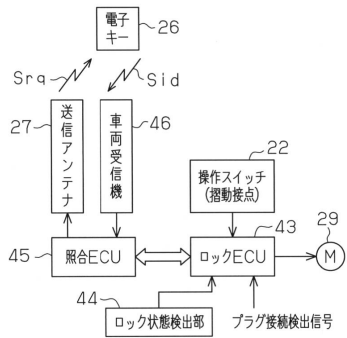 電子
キー
26
Srq
Sid
送信アンテナ
27
車両受信機
46
22
操作スイッチ
(摺動接点)
43
29
45
照合ECU
ロックECU
M
44
ロック状態検出部
プラグ接続検出信号